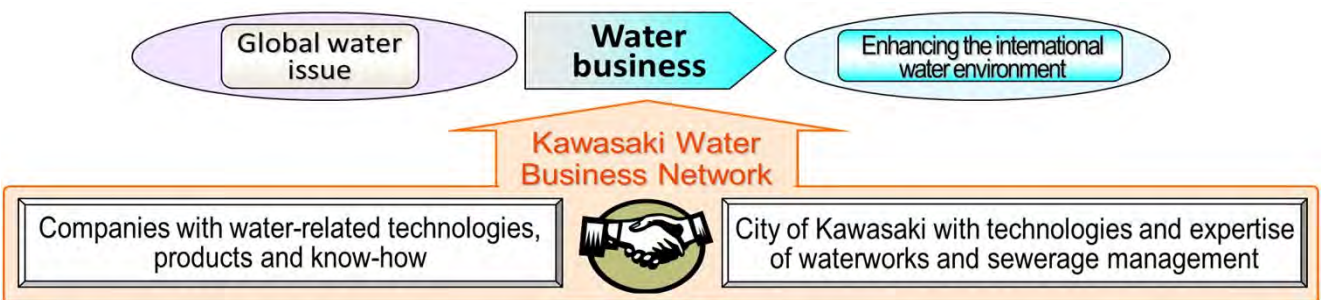 Global water
issue
Water
business
Enhancing the international
water environment
Kawasaki Water
Business Network
Companies with water-related technologies,
products and know-how
City of Kawasaki with technologies and expertise
of waterworks and sewerage management